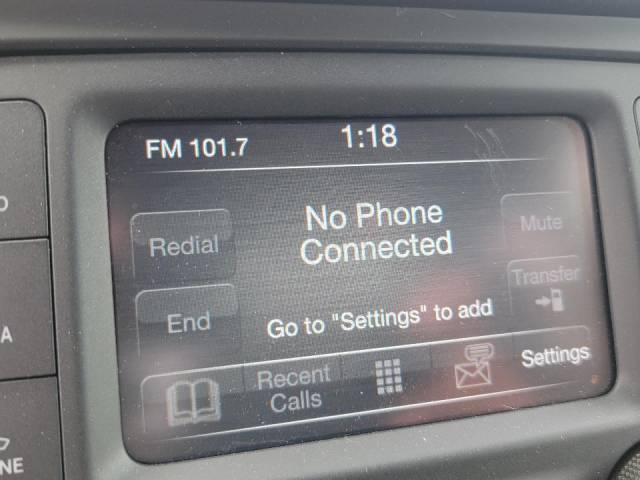 FM 101.7
1:18
No Phone
Connected
Redial
Mute
Transfer
End
Go to "Settings" to add
Recent
Calls
Settings
A
NE